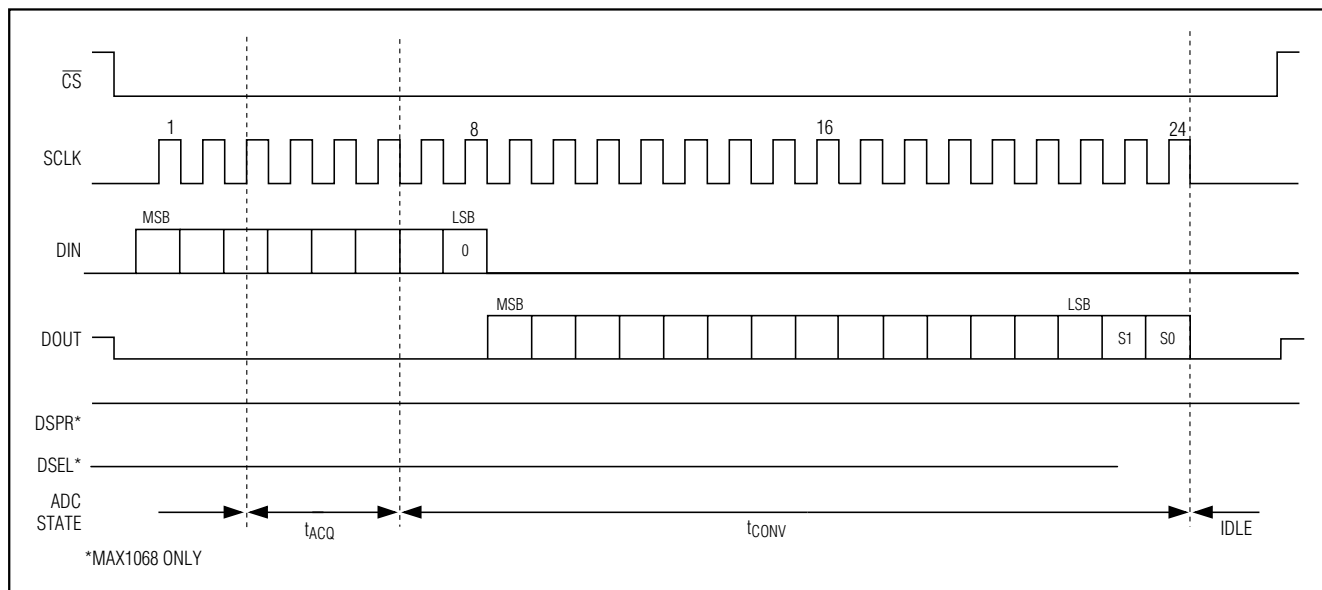 CS
1 8 16 24
SCLK
MSB LSB
DIN 0
MSB LSB
DOUT S1 S0
DSPR*
DSEL*
ADC
STATE
tACQ tCONV IDLE
*MAX1068 ONLY